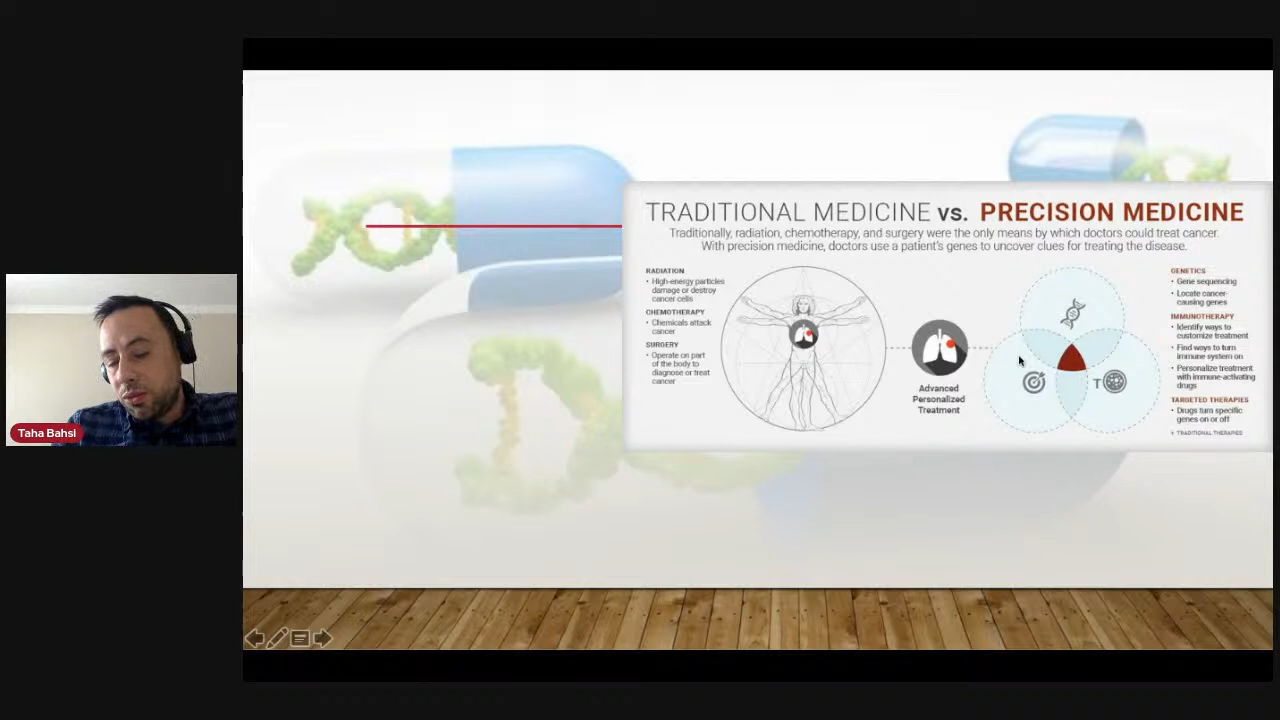 TRADITIONAL MEDICINE vs. PRECISION MEDICINE
Traditionally, radiation, chemotherapy, and surgery were the only means by which doctors could treat cancer.
With precision medicine, doctors use a patient's genes to uncover clues for treating the disease.
RADIATION
• High-energy particles
damage or destroy
cancer cells
CHEMOTHERAPY
• Chemicals attack
cancer
SURGERY
• Operate on part
of the body to
diagnose or treat
cancer
Advanced
Personalized
Treatment
T
GENETICS
• Gene sequencing
• Locate cancer-
causing genes
IMMUNOTHERAPY
• Identify ways to
customize treatment
• Find ways to turn
immune system on
• Personalize treatment
with immune-activating
drugs
TARGETED THERAPIES
• Drugs turn specific
genes on or off
+ TRADITIONAL THERAPIES
Taha Bahsi